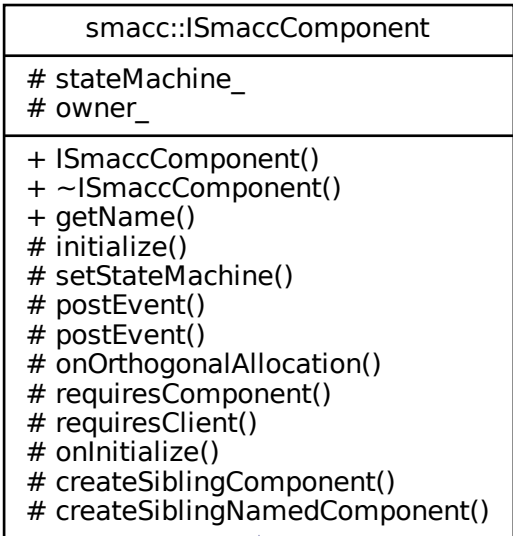 smacc::ISmaccComponent
# stateMachine_
# owner_
+ ISmaccComponent()
+ ~ISmaccComponent()
+ getName()
# initialize()
# setStateMachine()
# postEvent()
# postEvent()
# onOrthogonalAllocation()
# requiresComponent()
# requiresClient()
# onInitialize()
# createSiblingComponent()
# createSiblingNamedComponent()